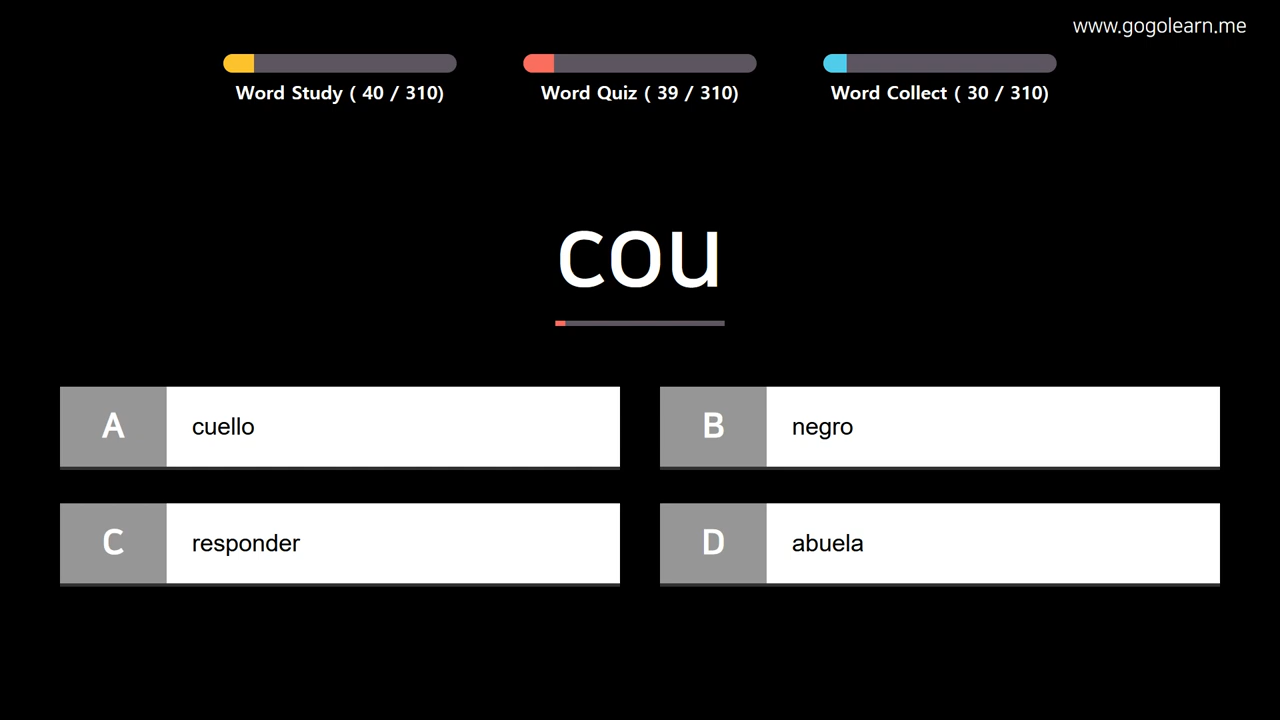 www.gogolearn.me
Word Study ( 40 / 310)
Word Quiz ( 39 / 310)
Word Collect ( 30 / 310)
cou
A cuello
B negro
C responder
D abuela